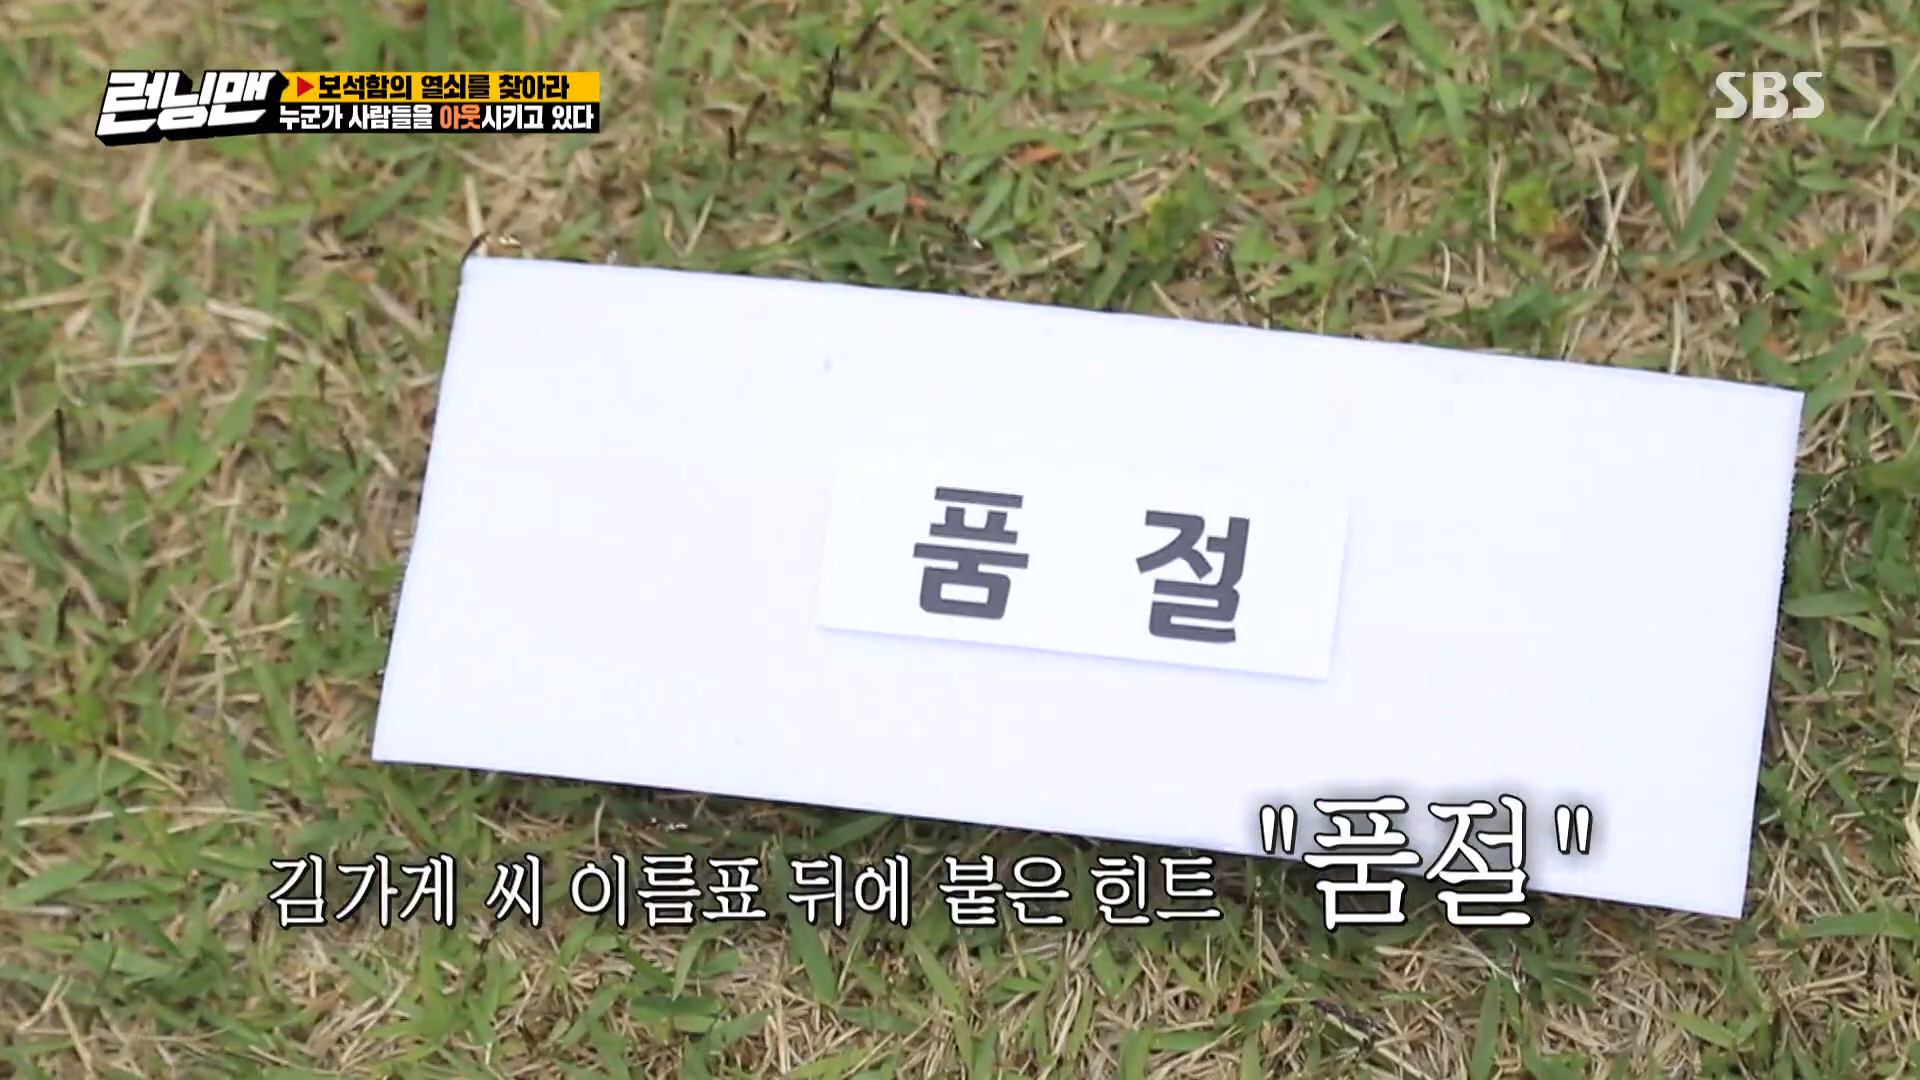 런닝맨
▶보석함의 열쇠를 찾아라
누군가 사람들을 아웃시키고 있다
SBS
품 절
김가게 씨 이름표 뒤에 붙은 힌트 "품절"